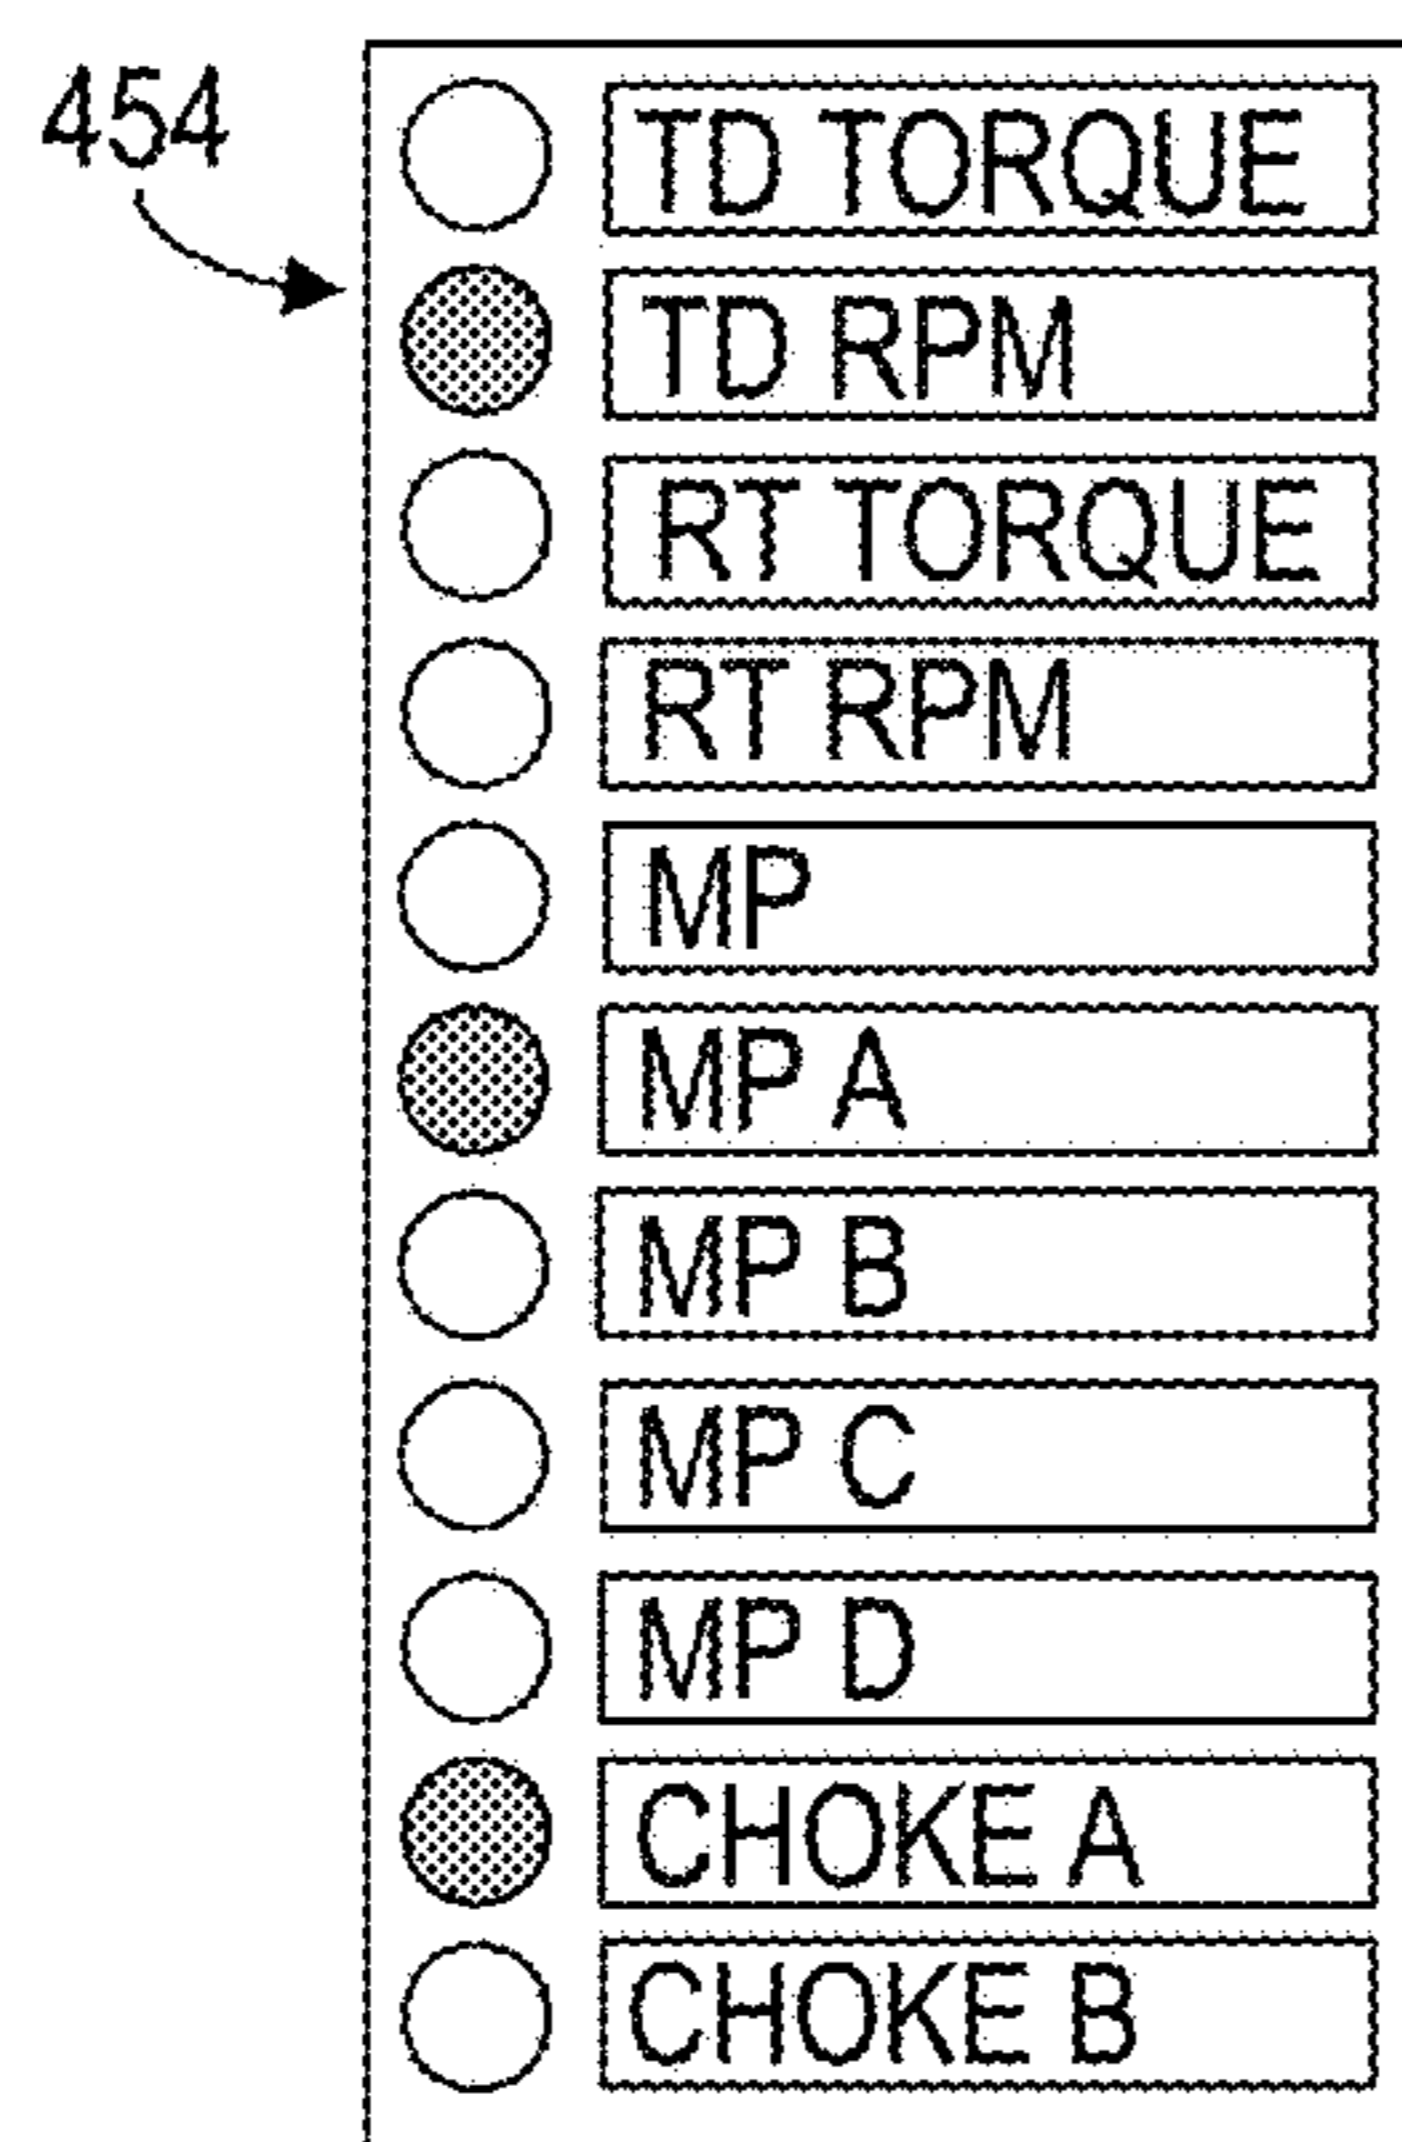 454
TD TORQUE
TD RPM
RT TORQUE
RT RPM
MP
MP A
MP B
MP C
MP D
CHOKE A
CHOKE B